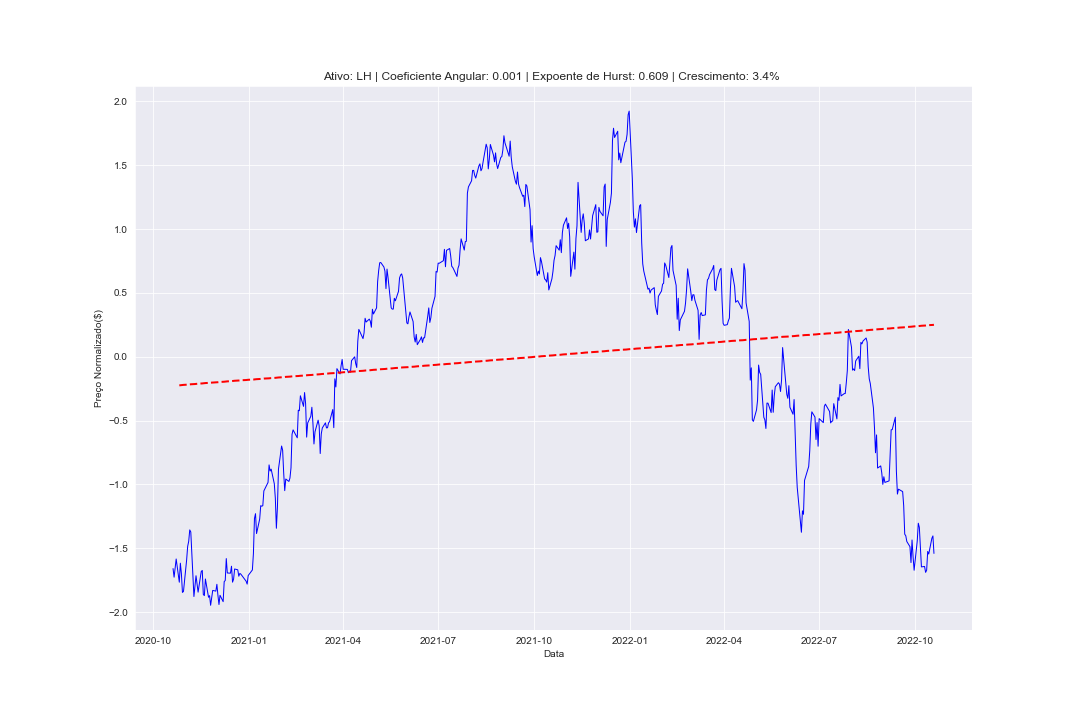 Ativo: LH | Coeficiente Angular: 0.001 | Expoente de Hurst: 0.609 | Crescimento: 3.4%
2.0
1.5
1.0
0.5
0.0
−0.5
−1.0
−1.5
−2.0
Preço Normalizado($)
2020-10 2021-01 2021-04 2021-07 2021-10 2022-01 2022-04 2022-07 2022-10
Data